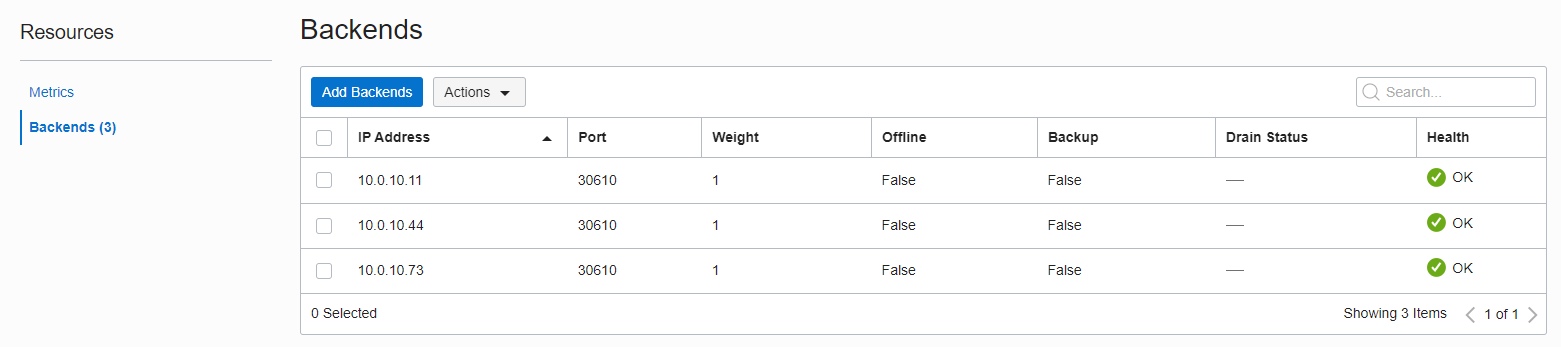 Resources
Metrics
Backends (3)
Backends
Add Backends Actions Search...
IP Address Port Weight Offline Backup Drain Status Health
10.0.10.11 30610 1 False False — OK
10.0.10.44 30610 1 False False — OK
10.0.10.73 30610 1 False False — OK
0 Selected Showing 3 Items 1 of 1